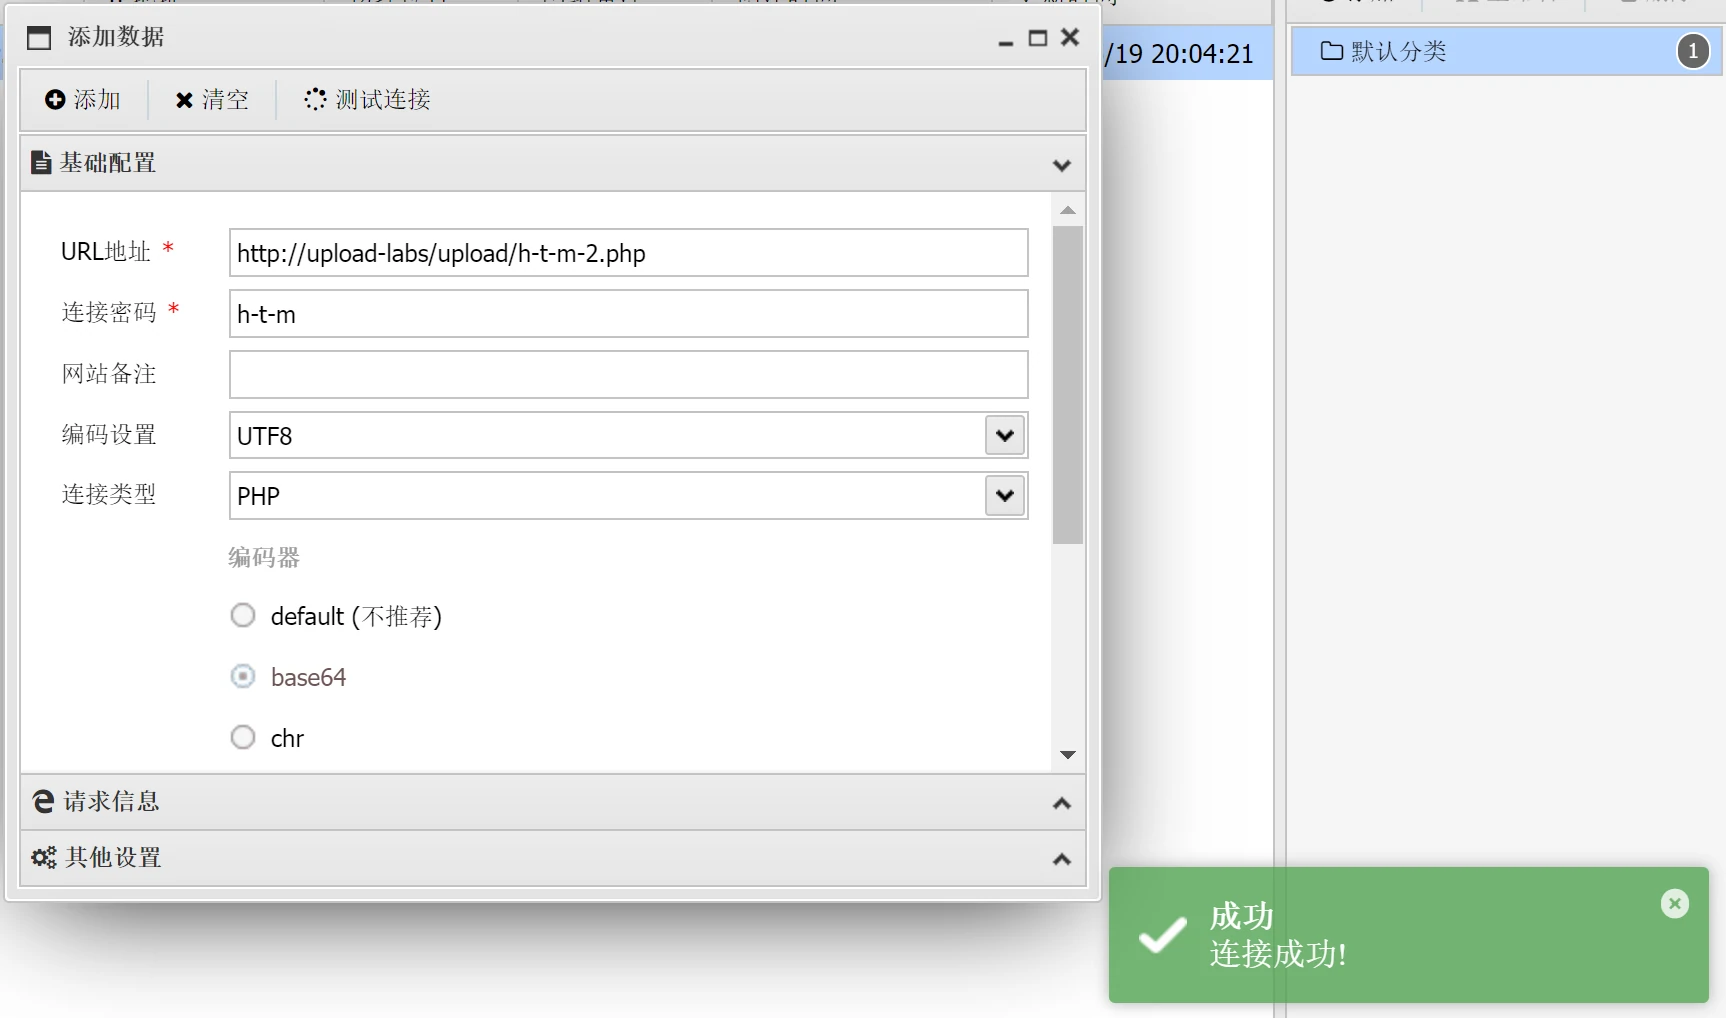 添加数据
/19 20:04:21
默认分类
1
添加
清空
测试连接
基础配置
URL地址 *
http://upload-labs/upload/h-t-m-2.php
连接密码 *
h-t-m
网站备注
编码设置
UTF8
连接类型
PHP
编码器
default (不推荐)
base64
chr
请求信息
其他设置
成功
连接成功!